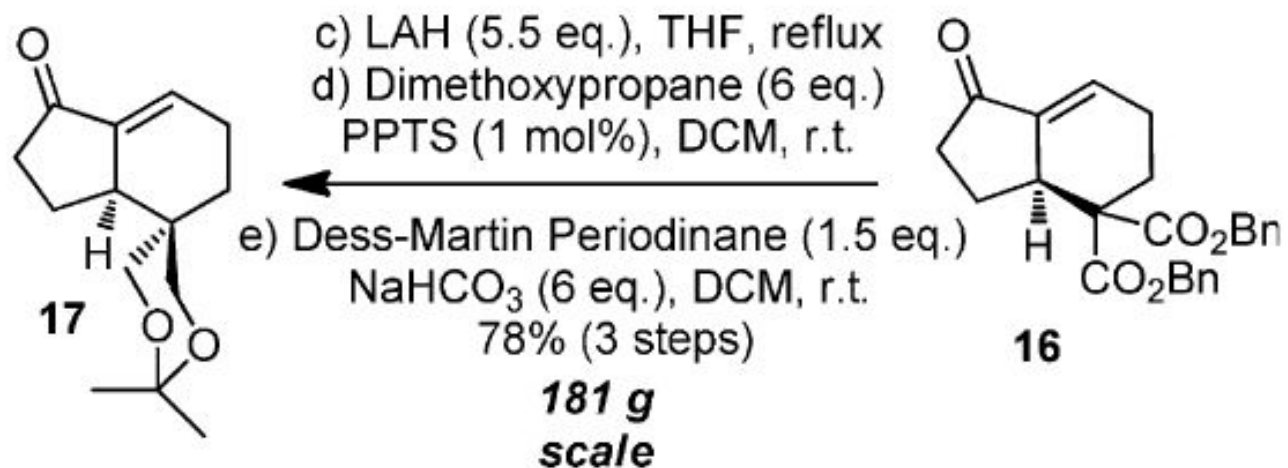 O
c) LAH (5.5 eq.), THF, reflux
d) Dimethoxypropane (6 eq.)
PPTS (1 mol%), DCM, r.t.
e) Dess-Martin Periodinane (1.5 eq.)
NaHCO₃ (6 eq.), DCM, r.t.
78% (3 steps)
181 g
scale
H
O
O
17
O
H
CO₂Bn
CO₂Bn
16